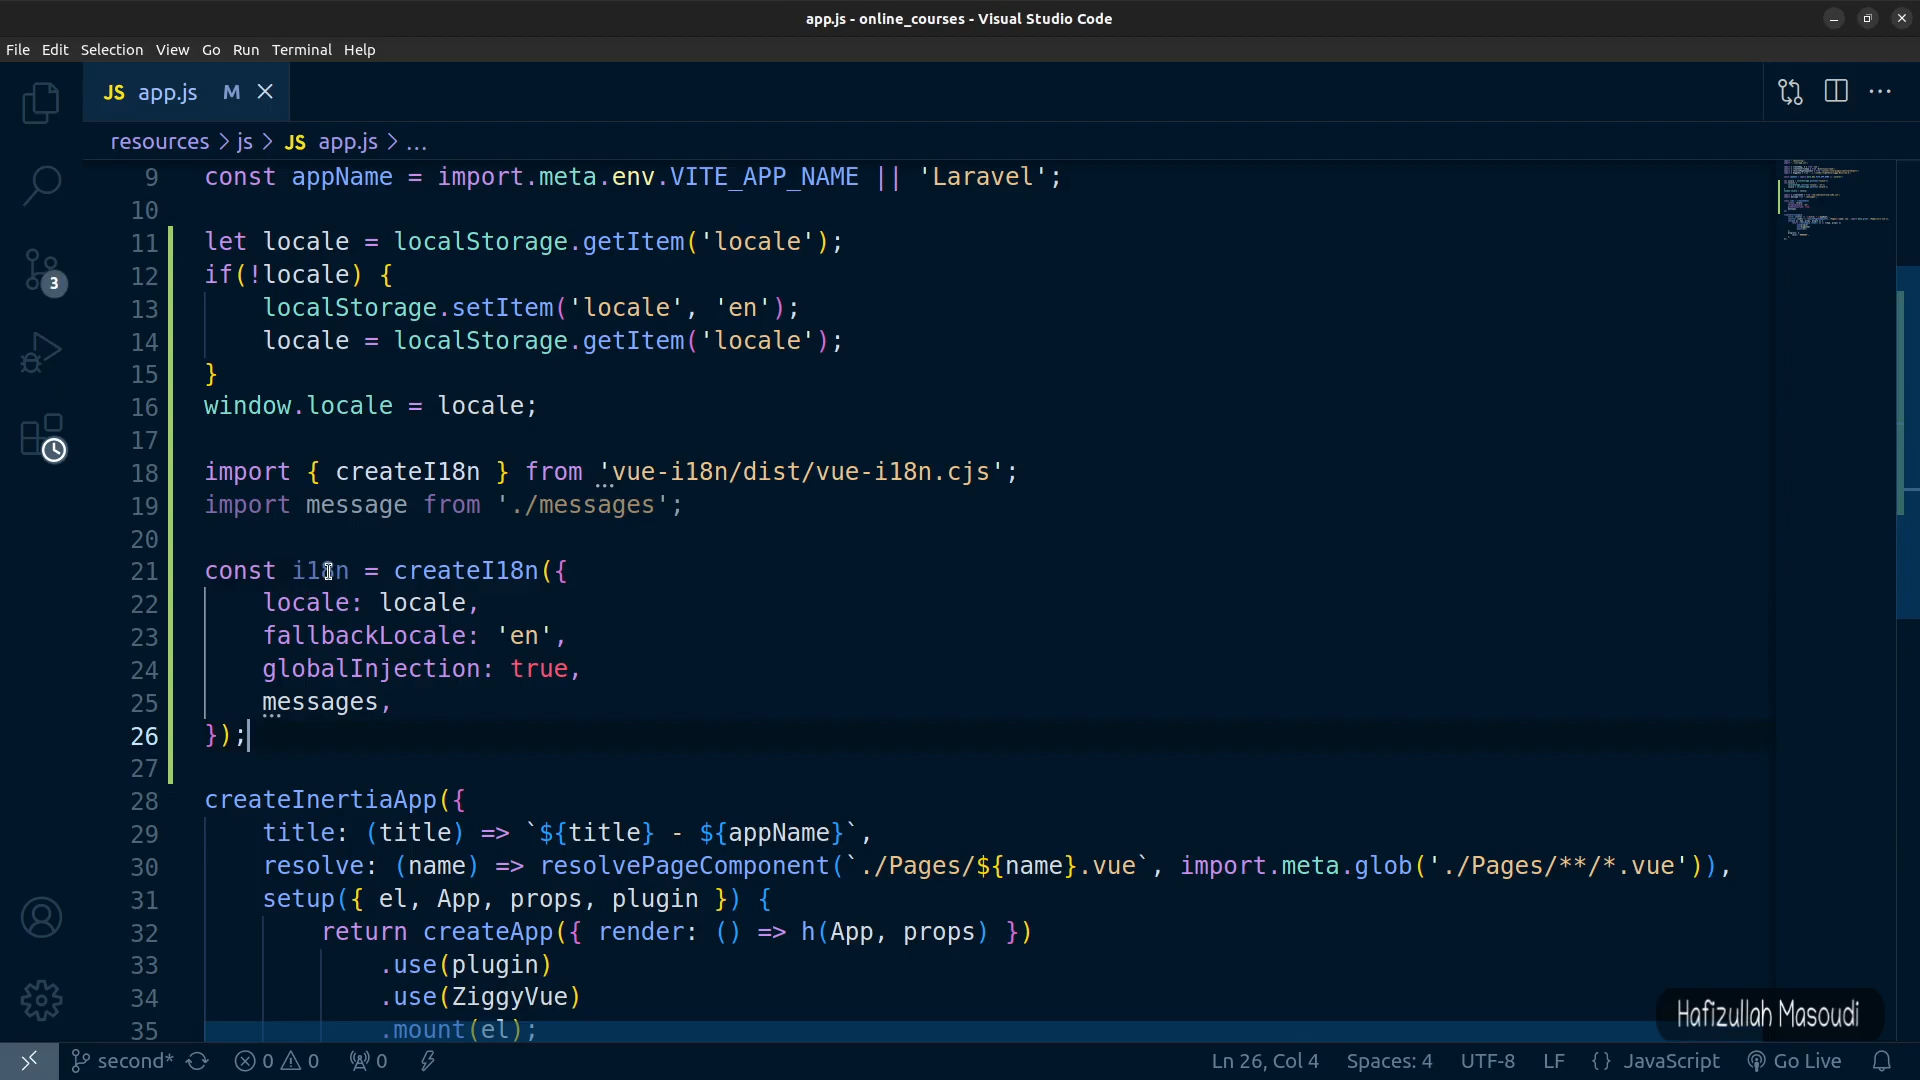 app.js - online_courses - Visual Studio Code
File Edit Selection View Go Run Terminal Help
JS app.js M
resources > js > JS app.js > ...
9 const appName = import.meta.env.VITE_APP_NAME || 'Laravel';
10
11 let locale = localStorage.getItem('locale');
12 if(!locale) {
13 localStorage.setItem('locale', 'en');
14 locale = localStorage.getItem('locale');
15 }
16 window.locale = locale;
17
18 import { createI18n } from 'vue-i18n/dist/vue-i18n.cjs';
19 import message from './messages';
20
21 const i18n = createI18n({
22 locale: locale,
23 fallbackLocale: 'en',
24 globalInjection: true,
25 messages,
26 });
27
28 createInertiaApp({
29 title: (title) => `${title} - ${appName}`,
30 resolve: (name) => resolvePageComponent(`./Pages/${name}.vue`, import.meta.glob('./Pages/**/*.vue')),
31 setup({ el, App, props, plugin }) {
32 return createApp({ render: () => h(App, props) })
33 .use(plugin)
34 .use(ZiggyVue)
35 .mount(el);
3
Hafizullah Masoudi
second* 0 0 0 Ln 26, Col 4 Spaces: 4 UTF-8 LF {} JavaScript Go Live